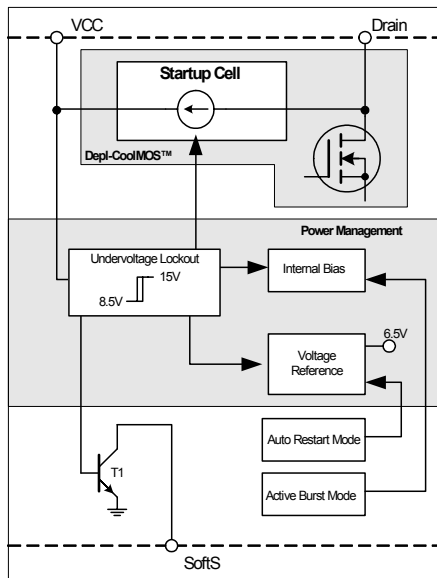 VCC
Drain
Startup Cell
Depl-CoolMOS™
Power Management
Undervoltage Lockout
15V
8.5V
Internal Bias
6.5V
Voltage
Reference
Auto Restart Mode
T1
Active Burst Mode
SoftS